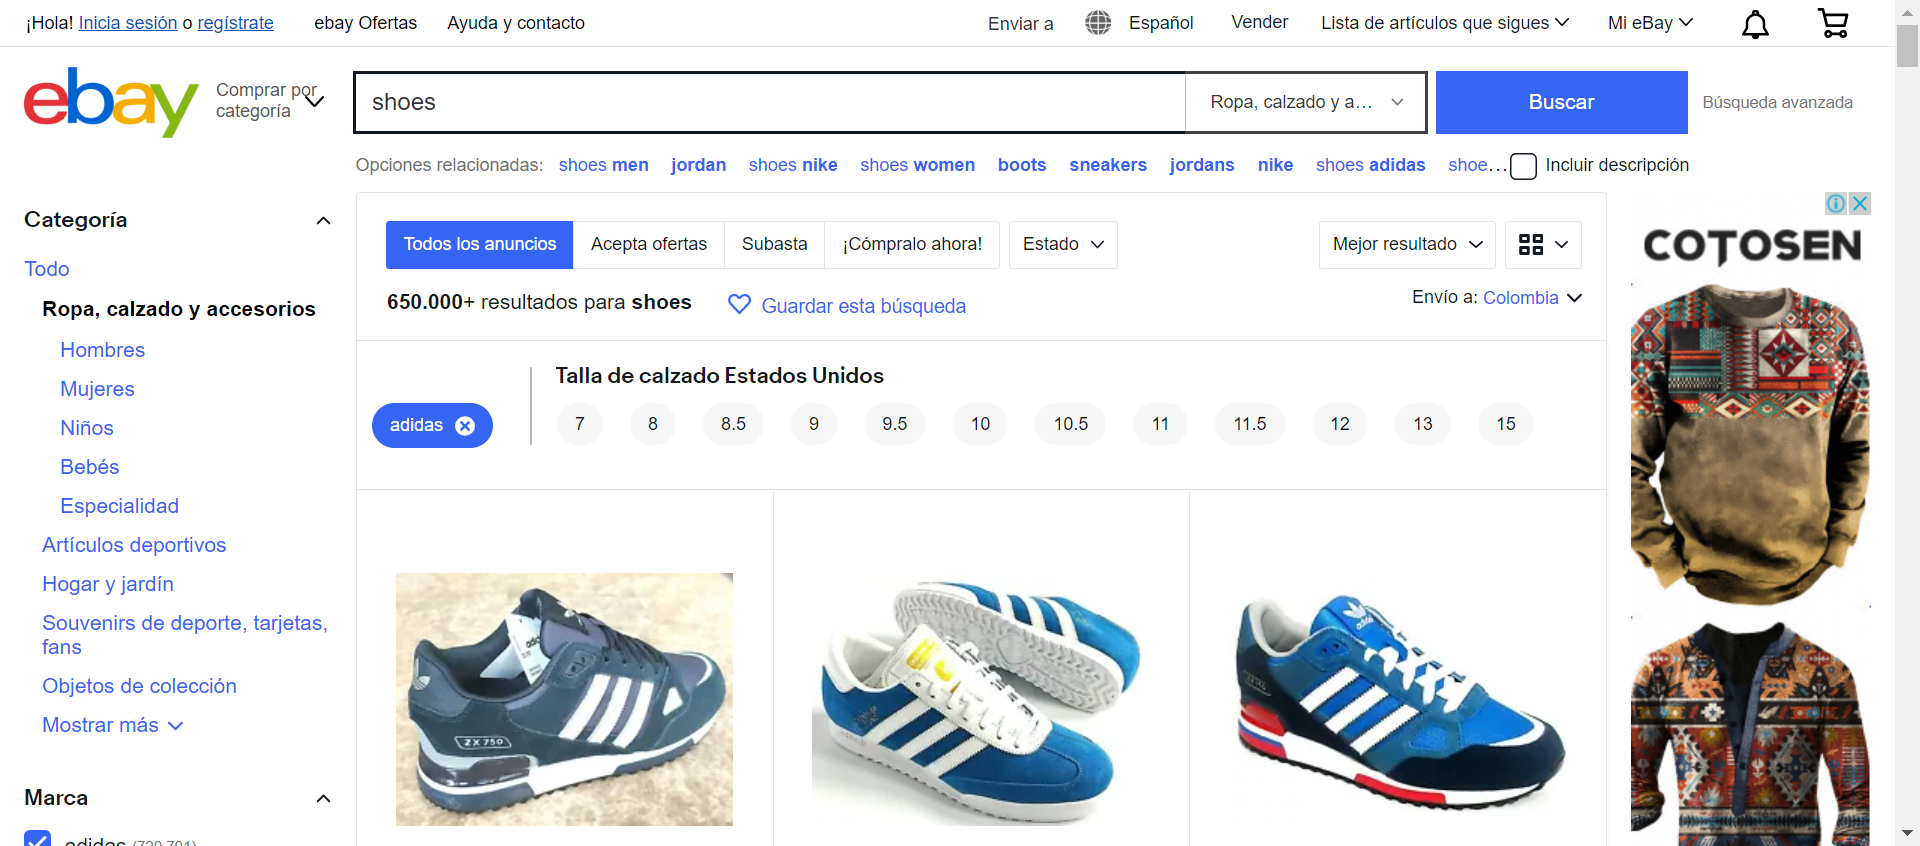 ¡Hola! Inicia sesión o regístrate ebay Ofertas Ayuda y contacto Enviar a Español Vender Lista de artículos que sigues Mi eBay
ebay Comprar por categoría shoes Ropa, calzado y a... Buscar Búsqueda avanzada
Opciones relacionadas: shoes men jordan shoes nike shoes women boots sneakers jordans nike shoes adidas shoe... Incluir descripción
Categoría
Todo
Ropa, calzado y accesorios
Hombres
Mujeres
Niños
Bebés
Especialidad
Artículos deportivos
Hogar y jardín
Souvenirs de deporte, tarjetas,
fans
Objetos de colección
Mostrar más
Marca
adidas (720.701)
Todos los anuncios Acepta ofertas Subasta ¡Cómpralo ahora! Estado Mejor resultado
650.000+ resultados para shoes Guardar esta búsqueda Envío a: Colombia
adidas
Talla de calzado Estados Unidos
7 8 8.5 9 9.5 10 10.5 11 11.5 12 13 15
ZX 750
COTOSEN